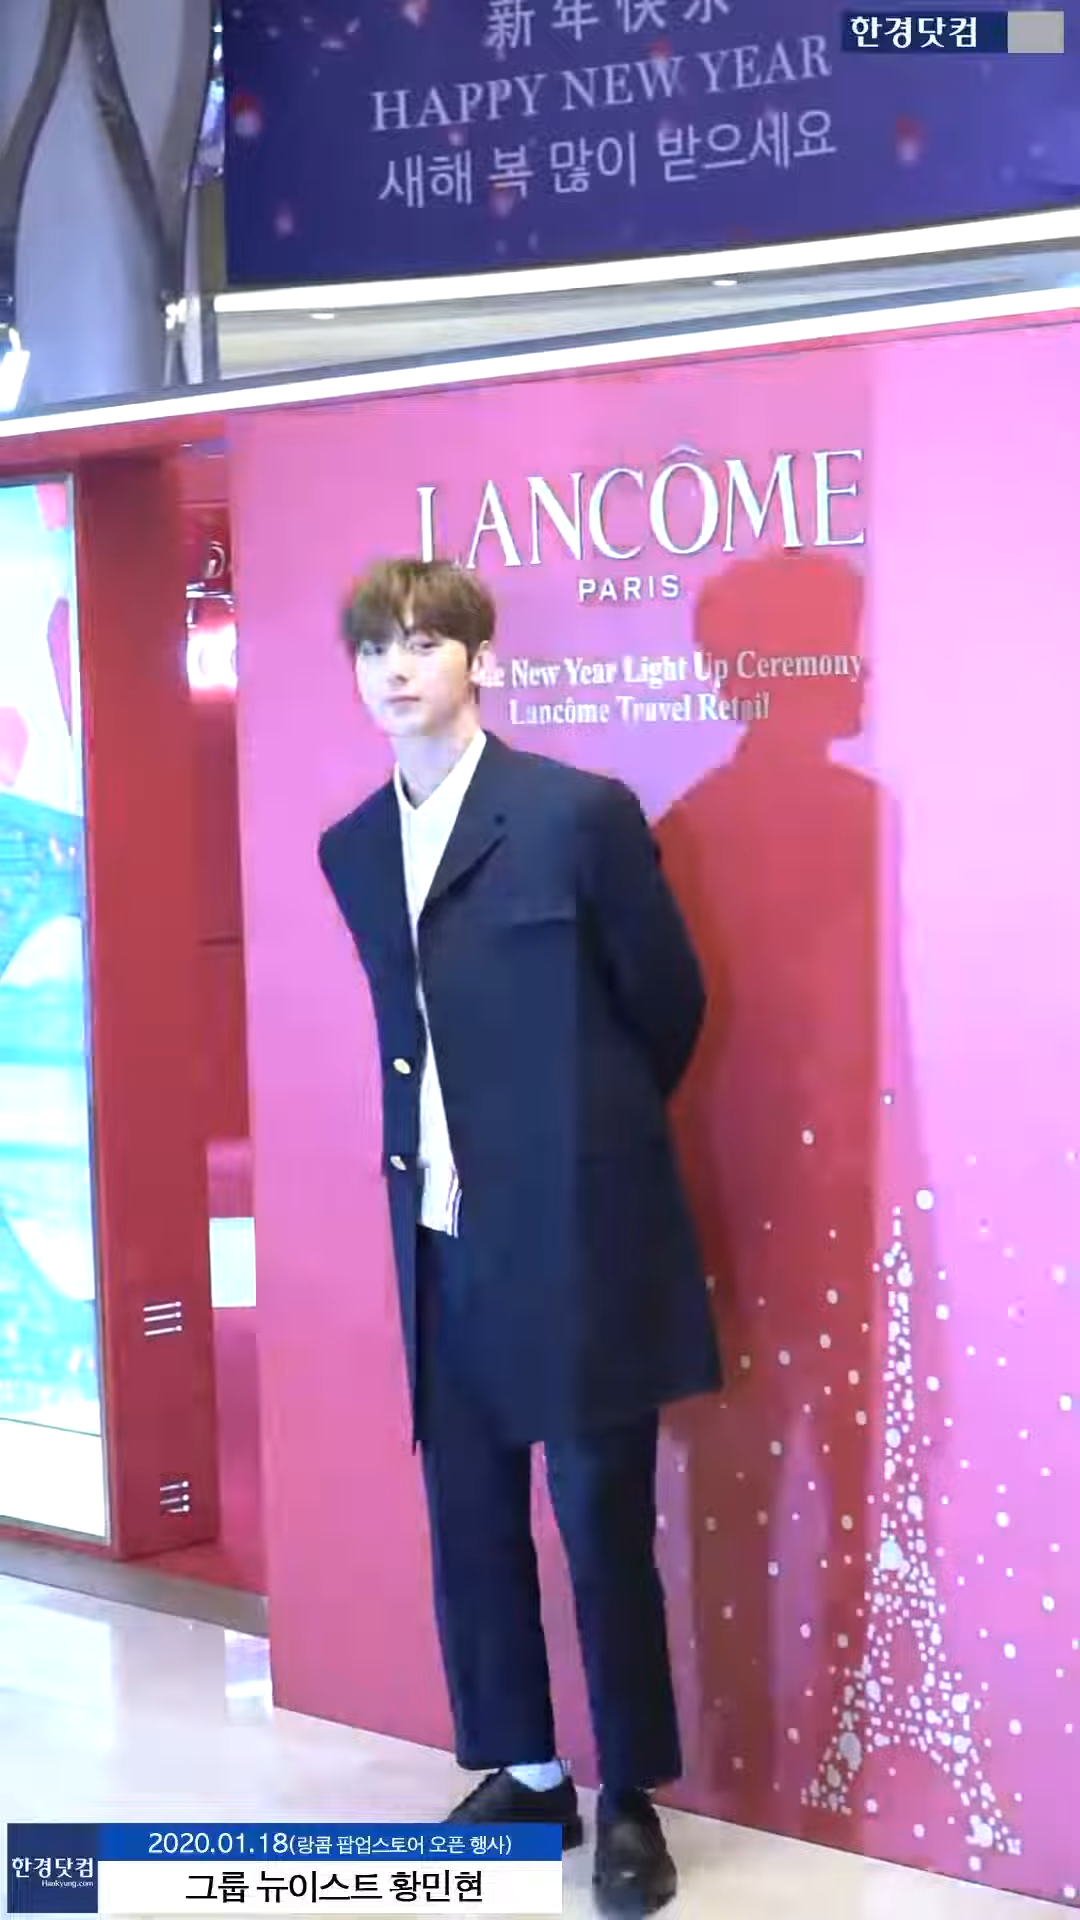 新年快乐
한경닷컴
HAPPY NEW YEAR
새해 복 많이 받으세요
LANCÔME
PARIS
New Year Light Up Ceremony
Lancôme Travel Retail
2020.01.18(랑콤 팝업스토어 오픈 행사)
한경닷컴
Hankyung.com
그룹 뉴이스트 황민현